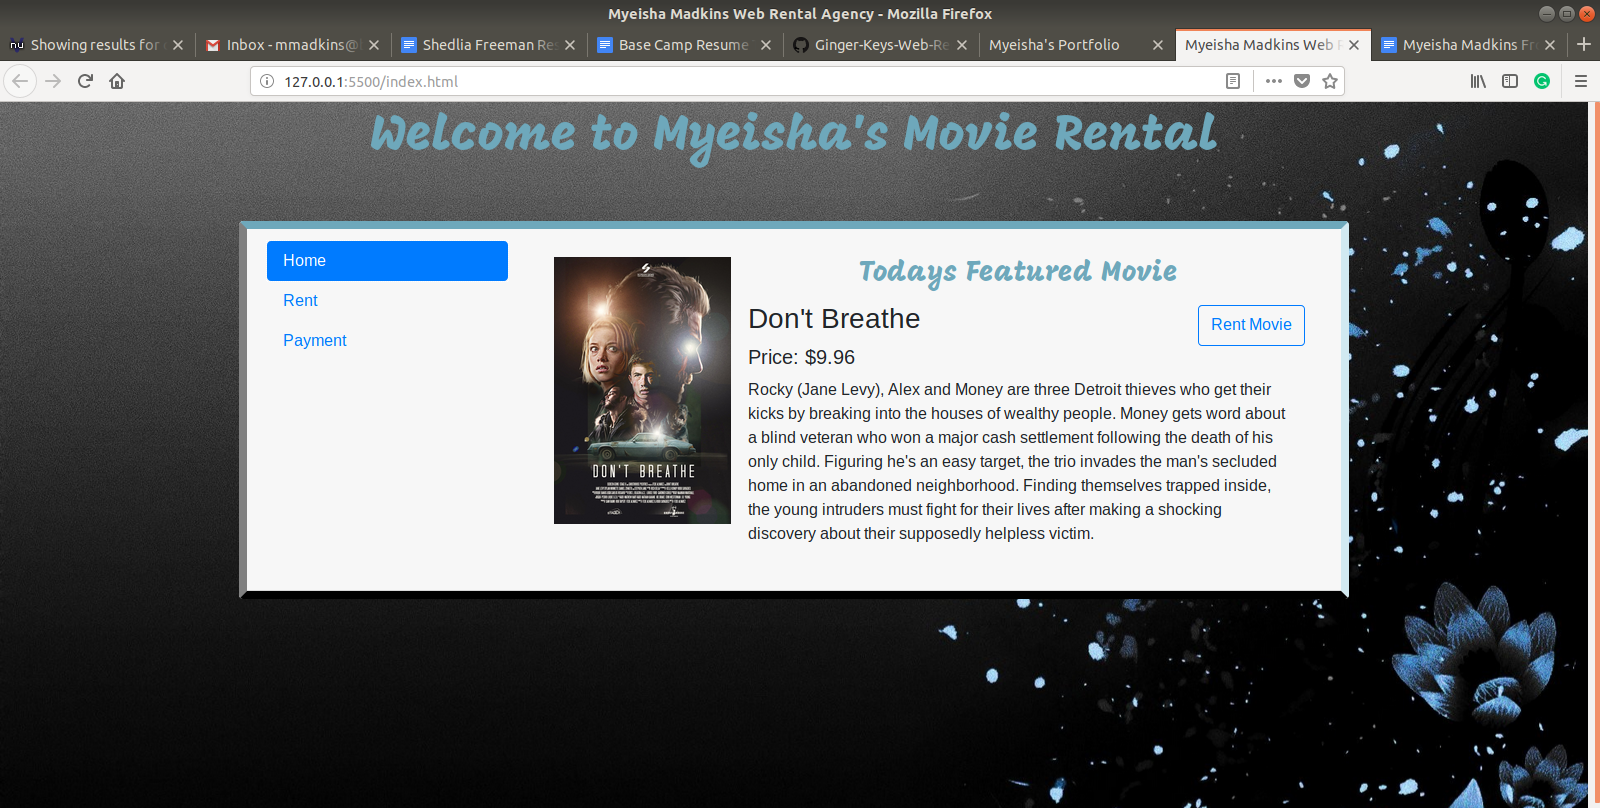 Myeisha Madkins Web Rental Agency - Mozilla Firefox
Showing results for
Inbox - mmadkins@
Shedlia Freeman Re
Base Camp Resume
Ginger-Keys-Web-Re
Myeisha's Portfolio
Myeisha Madkins Web R
Myeisha Madkins Fr
127.0.0.1:5500/index.html
Welcome to Myeisha's Movie Rental
Home
Rent
Payment
Todays Featured Movie
Don't Breathe
Rent Movie
Price: $9.96
Rocky (Jane Levy), Alex and Money are three Detroit thieves who get their
kicks by breaking into the houses of wealthy people. Money gets word about
a blind veteran who won a major cash settlement following the death of his
only child. Figuring he's an easy target, the trio invades the man's secluded
home in an abandoned neighborhood. Finding themselves trapped inside,
the young intruders must fight for their lives after making a shocking
discovery about their supposedly helpless victim.
DON'T BREATHE